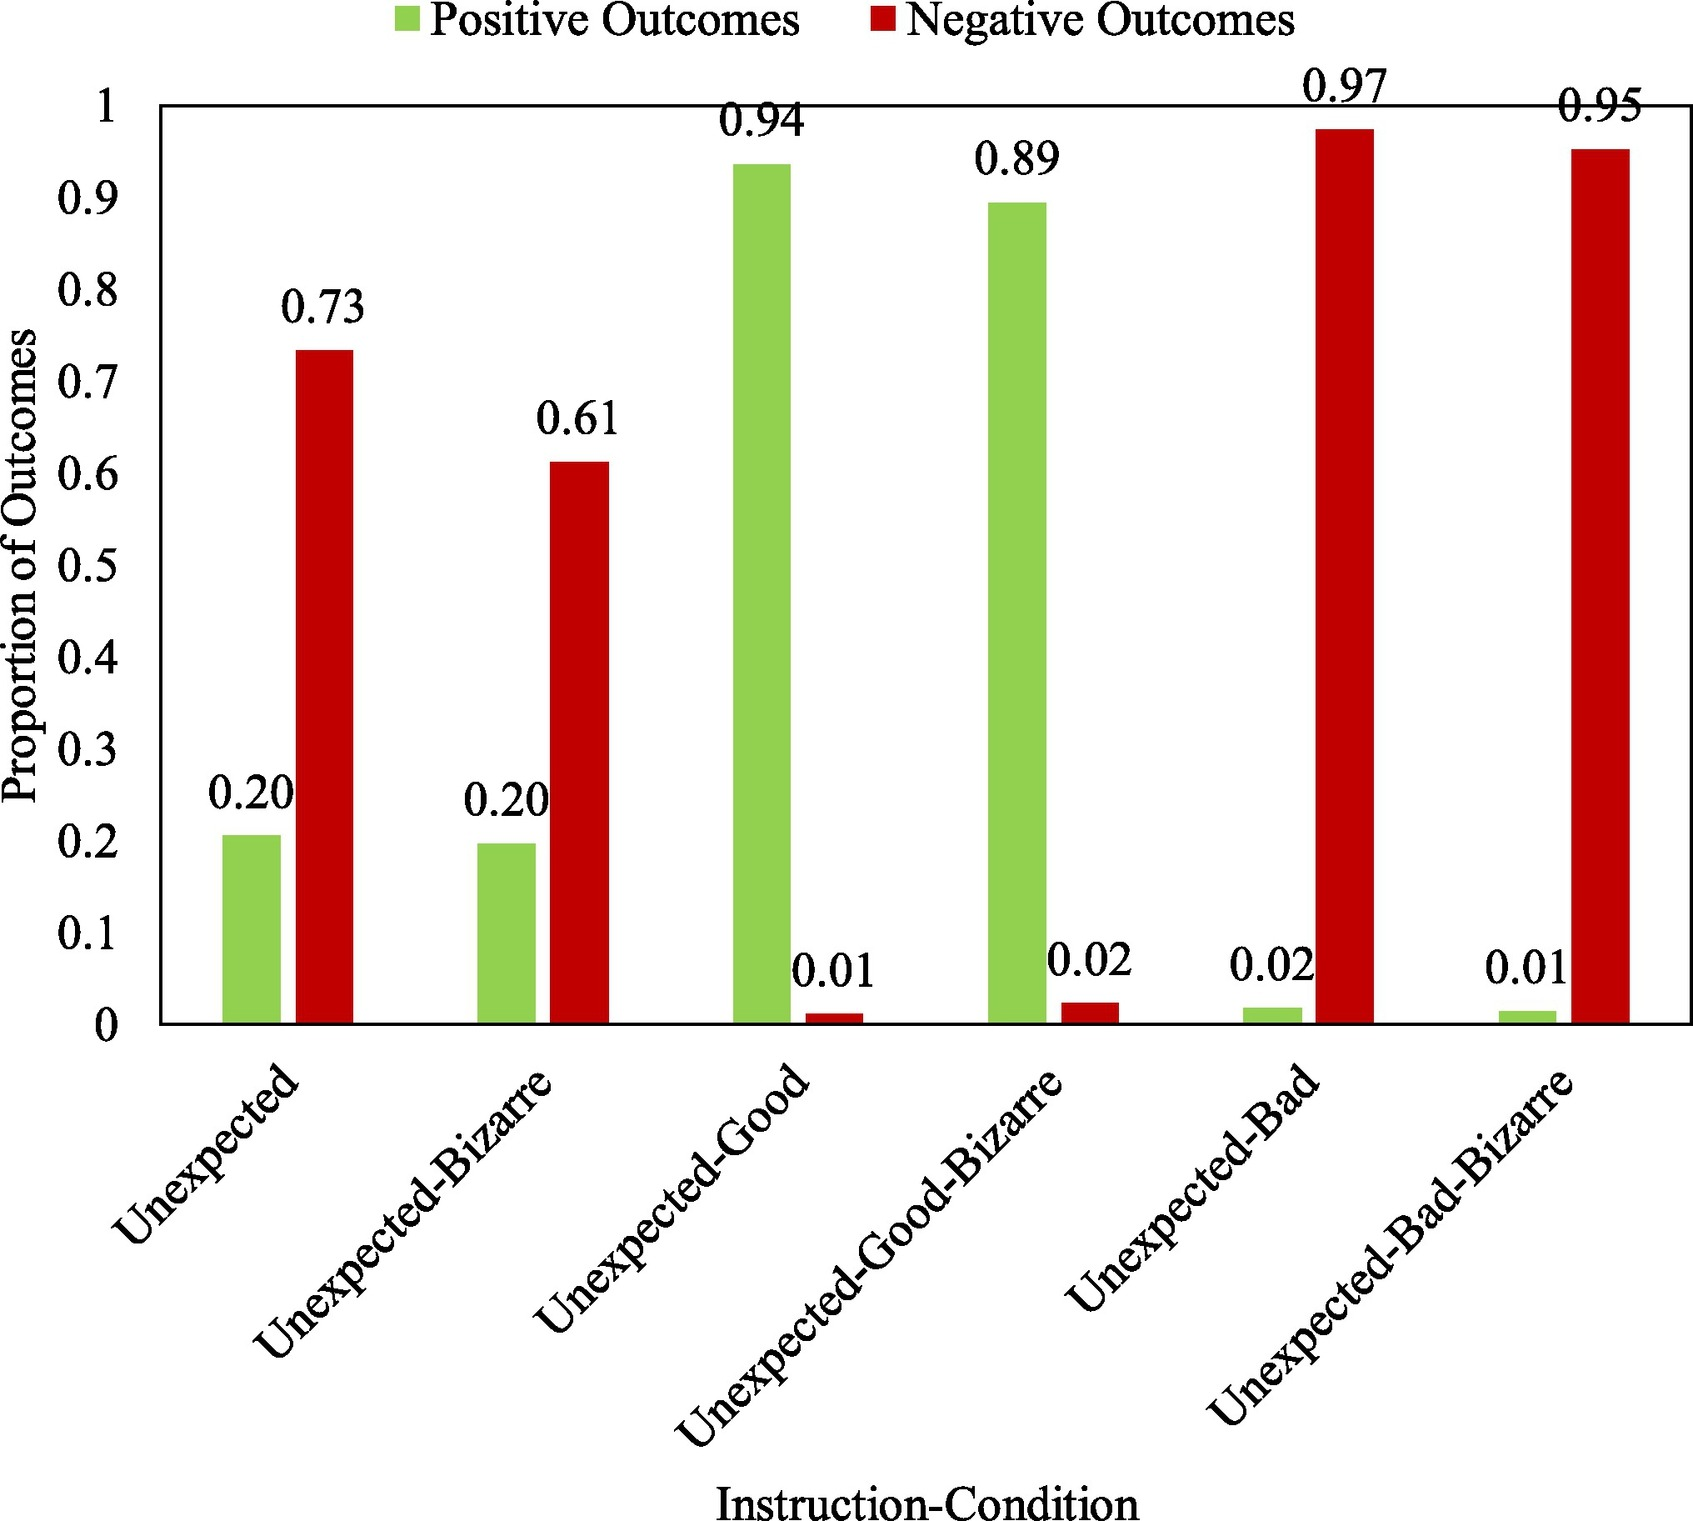 Positive Outcomes
Negative Outcomes
Proportion of Outcomes
1
0.9
0.8
0.7
0.6
0.5
0.4
0.3
0.2
0.1
0
0.20
0.73
0.20
0.61
0.94
0.01
0.89
0.02
0.02
0.97
0.01
0.95
Unexpected
Unexpected-Bizarre
Unexpected-Good
Unexpected-Good-Bizarre
Unexpected-Bad
Unexpected-Bad-Bizarre
Instruction-Condition